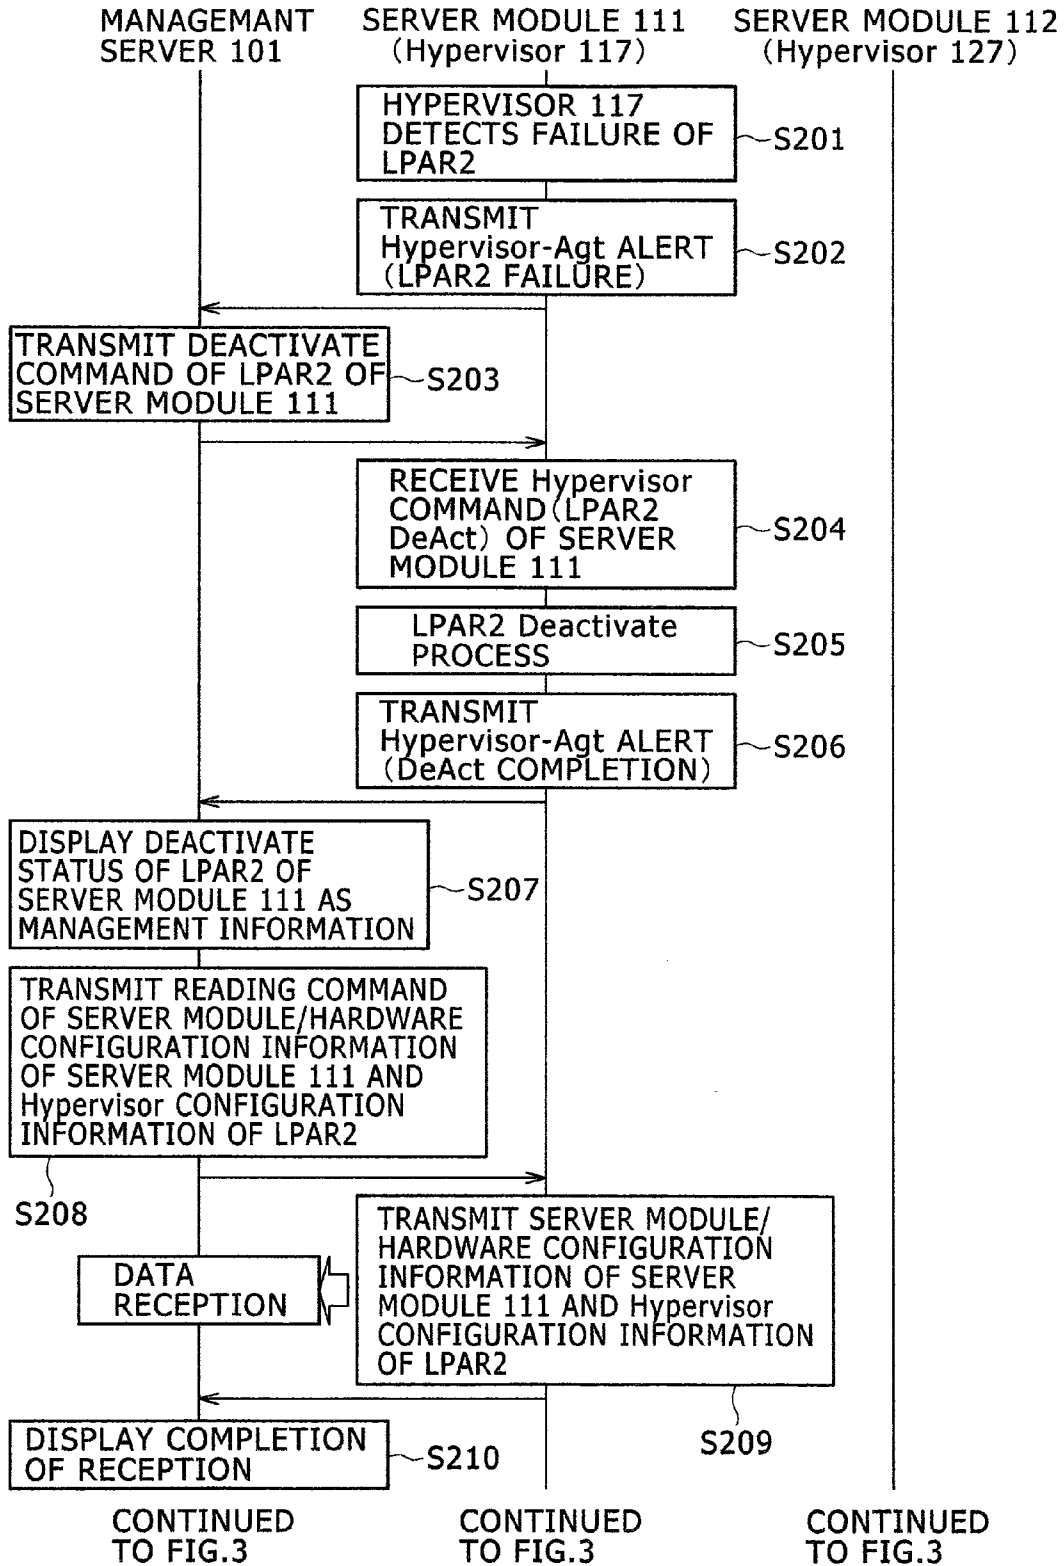 MANAGEMANT
SERVER 101
SERVER MODULE 111
(Hypervisor 117)
SERVER MODULE 112
(Hypervisor 127)
HYPERVISOR 117
DETECTS FAILURE OF
LPAR2
S201
TRANSMIT
Hypervisor-Agt ALERT
(LPAR2 FAILURE)
S202
TRANSMIT DEACTIVATE
COMMAND OF LPAR2 OF
SERVER MODULE 111
S203
RECEIVE Hypervisor
COMMAND(LPAR2
DeAct) OF SERVER
MODULE 111
S204
LPAR2 Deactivate
PROCESS
S205
TRANSMIT
Hypervisor-Agt ALERT
(DeAct COMPLETION)
S206
DISPLAY DEACTIVATE
STATUS OF LPAR2 OF
SERVER MODULE 111 AS
MANAGEMENT INFORMATION
S207
TRANSMIT READING COMMAND
OF SERVER MODULE/HARDWARE
CONFIGURATION INFORMATION
OF SERVER MODULE 111 AND
Hypervisor CONFIGURATION
INFORMATION OF LPAR2
S208
TRANSMIT SERVER MODULE/
HARDWARE CONFIGURATION
INFORMATION OF SERVER
MODULE 111 AND Hypervisor
CONFIGURATION INFORMATION
OF LPAR2
S209
DATA
RECEPTION
DISPLAY COMPLETION
OF RECEPTION
S210
CONTINUED
TO FIG.3
CONTINUED
TO FIG.3
CONTINUED
TO FIG.3